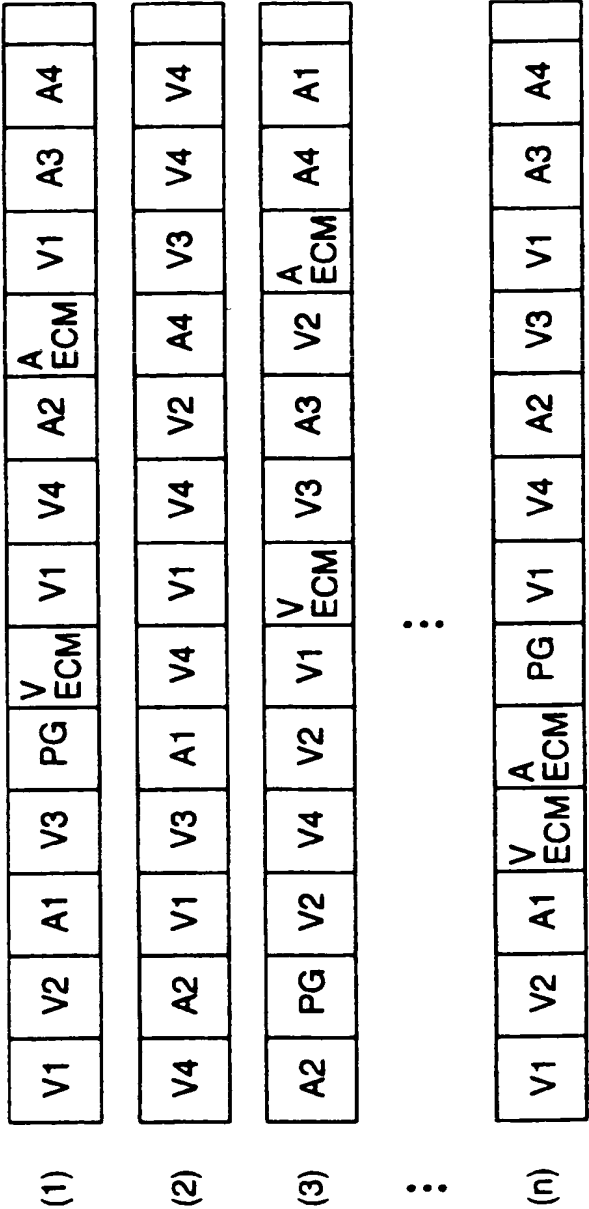 (1) V1 V2 A1 V3 PG V ECM V1 V4 A2 A ECM V1 A3 A4
(2) V4 A2 V1 V3 A1 V4 V1 V4 V2 A4 V3 V4 V4
(3) A2 PG V2 V4 V2 V1 V ECM V3 A3 V2 A ECM A4 A1
⋮ ⋮
(n) V1 V2 A1 V ECM A ECM PG V1 V4 A2 V3 V1 A3 A4